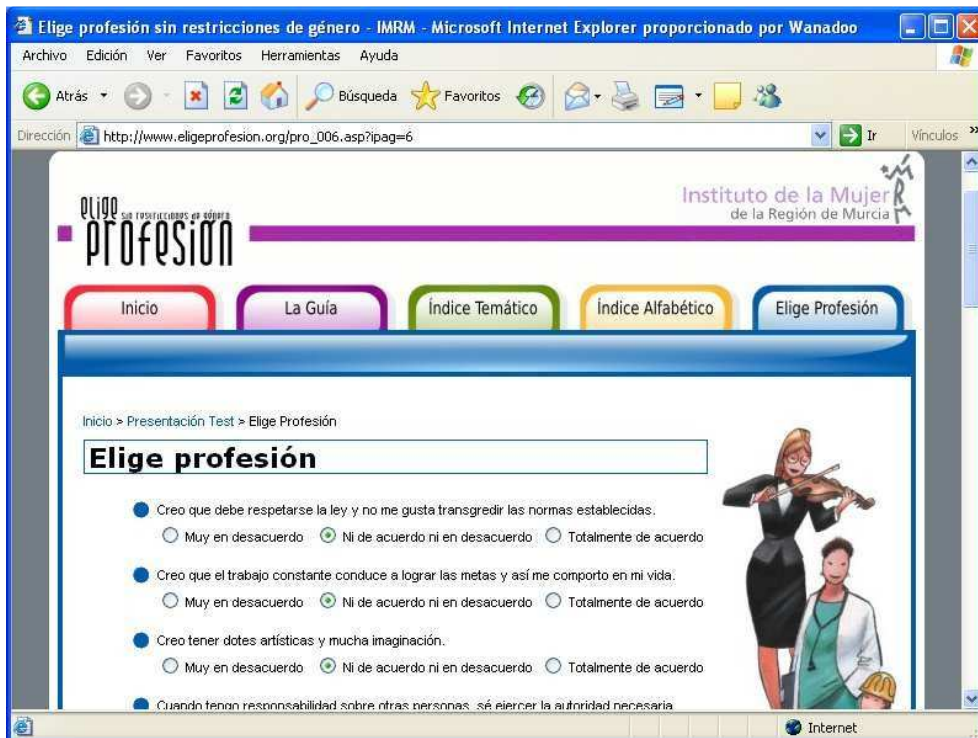 Elige profesión sin restricciones de género - IMRM - Microsoft Internet Explorer proporcionado por Wanadoo
Archivo Edición Ver Favoritos Herramientas Ayuda
Atrás Búsqueda Favoritos
Dirección http://www.eligeprofesion.org/pro_006.asp?ipag=6 Ir Vínculos »
elige sin restricciones de género
profesión
Instituto de la Mujer
de la Región de Murcia
Inicio La Guía Índice Temático Índice Alfabético Elige Profesión
Inicio > Presentación Test > Elige Profesión
Elige profesión
Creo que debe respetarse la ley y no me gusta transgredir las normas establecidas.
Muy en desacuerdo Ni de acuerdo ni en desacuerdo Totalmente de acuerdo
Creo que el trabajo constante conduce a lograr las metas y así me comporto en mi vida.
Muy en desacuerdo Ni de acuerdo ni en desacuerdo Totalmente de acuerdo
Creo tener dotes artísticas y mucha imaginación.
Muy en desacuerdo Ni de acuerdo ni en desacuerdo Totalmente de acuerdo
Cuando tengo responsabilidad sobre otras personas, sé ejercer la autoridad necesaria
Internet